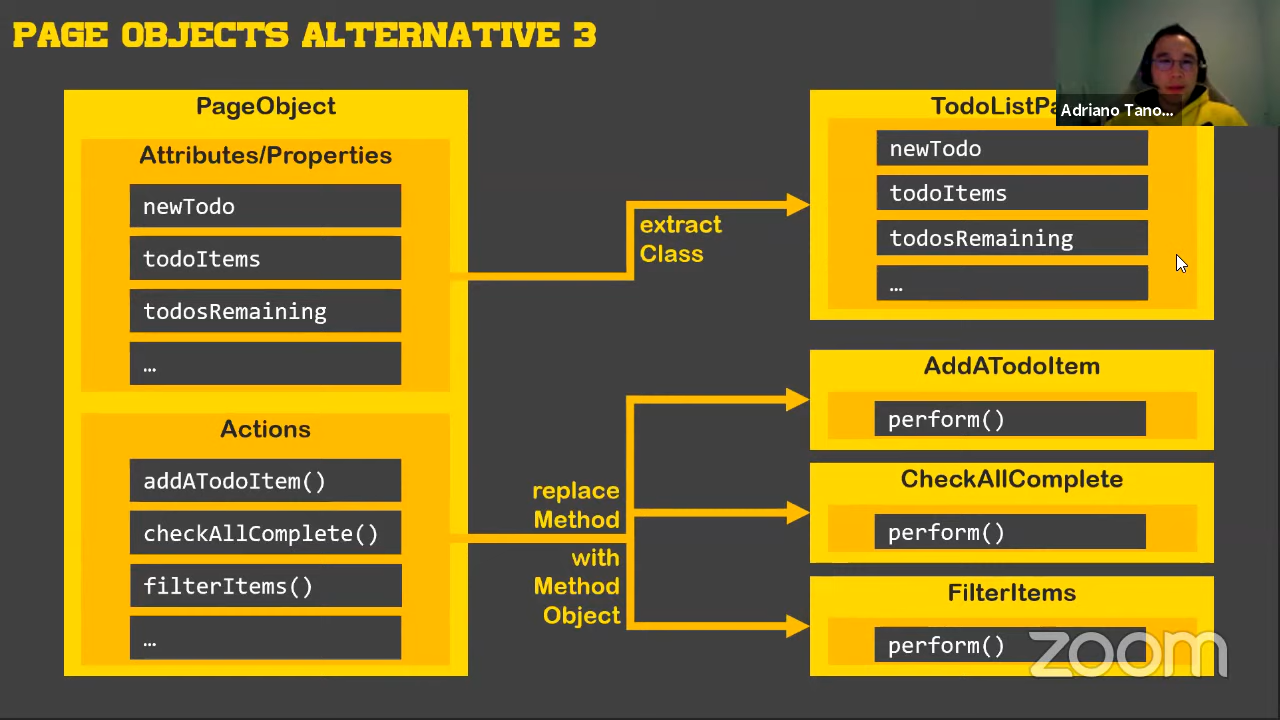 PAGE OBJECTS ALTERNATIVE 3
PageObject
Attributes/Properties
newTodo
todoItems
todosRemaining
…
Actions
addATodoItem()
checkAllComplete()
filterItems()
…
extract
Class
replace
Method
with
Method
Object
TodoListPa
newTodo
todoItems
todosRemaining
…
AddATodoItem
perform()
CheckAllComplete
perform()
FilterItems
perform()
Adriano Tano...
zoom